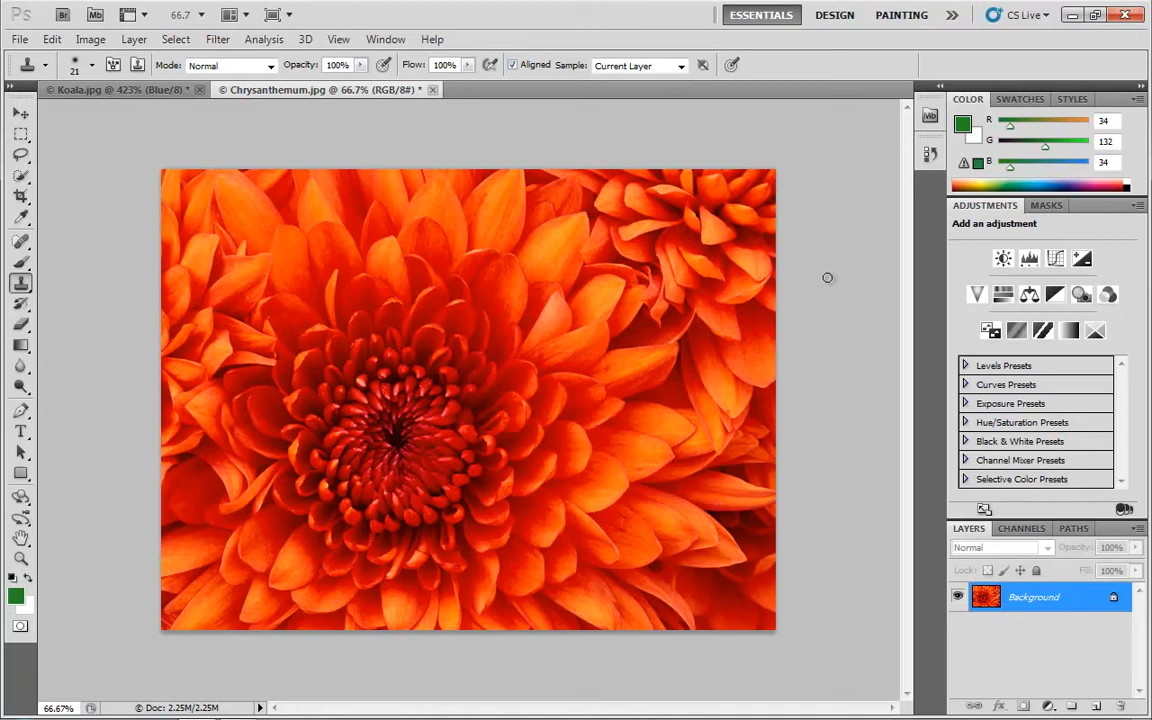 Ps Br Mb 66.7 ESSENTIALS DESIGN PAINTING CS Live
File Edit Image Layer Select Filter Analysis 3D View Window Help
21 Mode: Normal Opacity: 100% Flow: 100% Aligned Sample: Current Layer
Koala.jpg @ 423% (Blue/8) * Chrysanthemum.jpg @ 66.7% (RGB/8#) *
COLOR SWATCHES STYLES
Mb
R 34
G 132
B 34
ADJUSTMENTS MASKS
Add an adjustment
Levels Presets
Curves Presets
Exposure Presets
Hue/Saturation Presets
Black & White Presets
Channel Mixer Presets
Selective Color Presets
LAYERS CHANNELS PATHS
Normal Opacity: 100%
Lock: Fill: 100%
Background
66.67% Doc: 2.25M/2.25M
fx